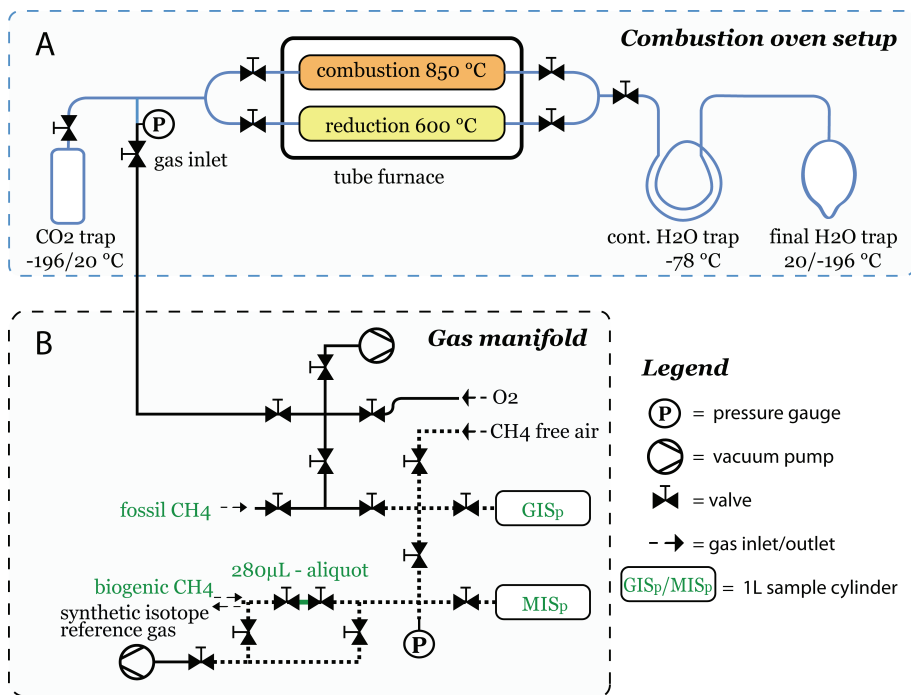 A
Combustion oven setup
combustion 850 °C
reduction 600 °C
P
gas inlet
tube furnace
CO2 trap
-196/20 °C
cont. H2O trap
-78 °C
final H2O trap
20/-196 °C
B
Gas manifold
O2
CH4 free air
fossil CH4
GISp
280µL - aliquot
biogenic CH4
synthetic isotope
reference gas
MISp
P
Legend
P = pressure gauge
= vacuum pump
= valve
= gas inlet/outlet
GISp/MISp = 1L sample cylinder